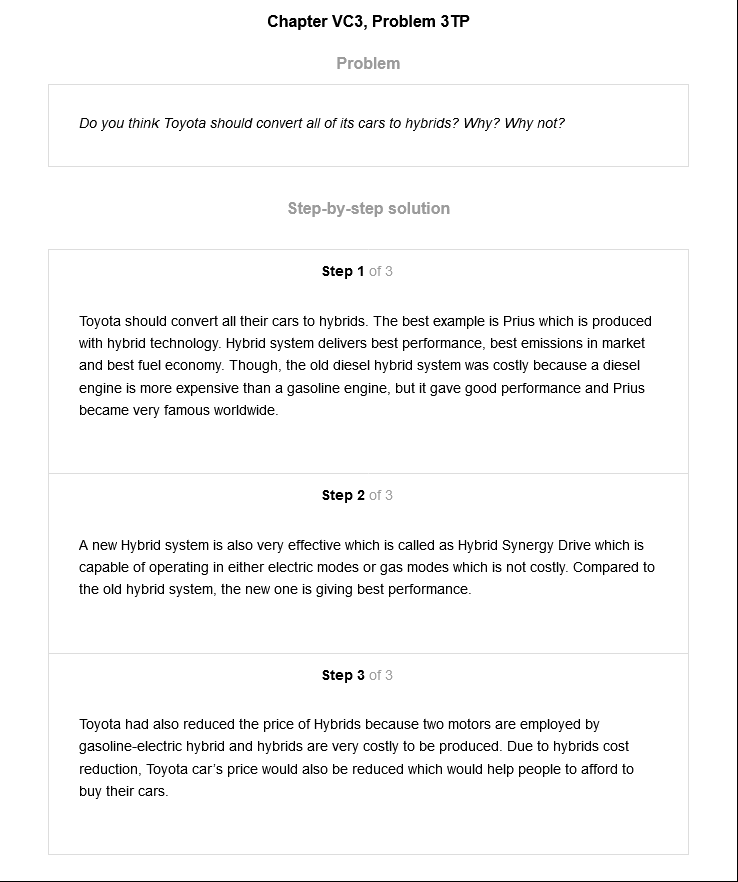 Chapter VC3, Problem 3TP
Problem
Do you think Toyota should convert all of its cars to hybrids? Why? Why not?
Step-by-step solution
Step 1 of 3
Toyota should convert all their cars to hybrids. The best example is Prius which is produced
with hybrid technology. Hybrid system delivers best performance, best emissions in market
and best fuel economy. Though, the old diesel hybrid system was costly because a diesel
engine is more expensive than a gasoline engine, but it gave good performance and Prius
became very famous worldwide.
Step 2 of 3
A new Hybrid system is also very effective which is called as Hybrid Synergy Drive which is
capable of operating in either electric modes or gas modes which is not costly. Compared to
the old hybrid system, the new one is giving best performance.
Step 3 of 3
Toyota had also reduced the price of Hybrids because two motors are employed by
gasoline-electric hybrid and hybrids are very costly to be produced. Due to hybrids cost
reduction, Toyota car's price would also be reduced which would help people to afford to
buy their cars.